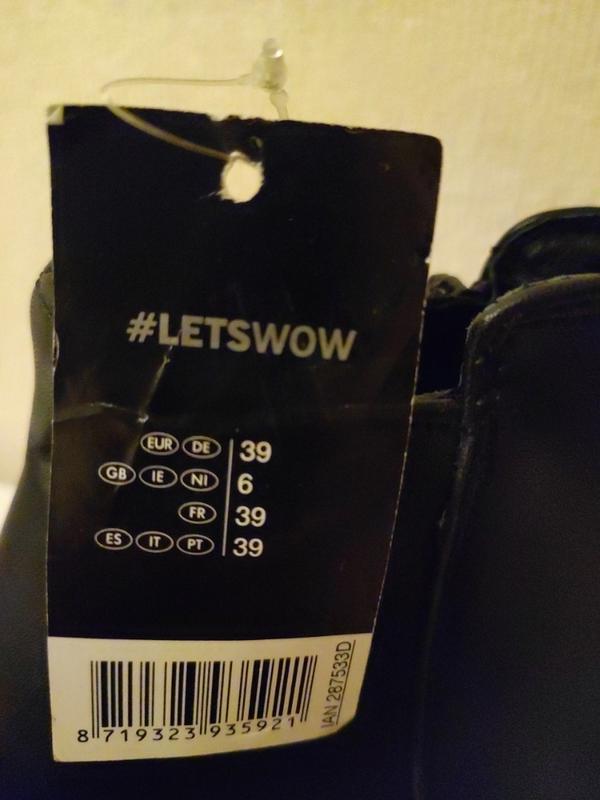 #LETSWOW
EUR DE 39
GB IE NI 6
FR 39
ES IT PT 39
8 719323 935921
IAN 287533D